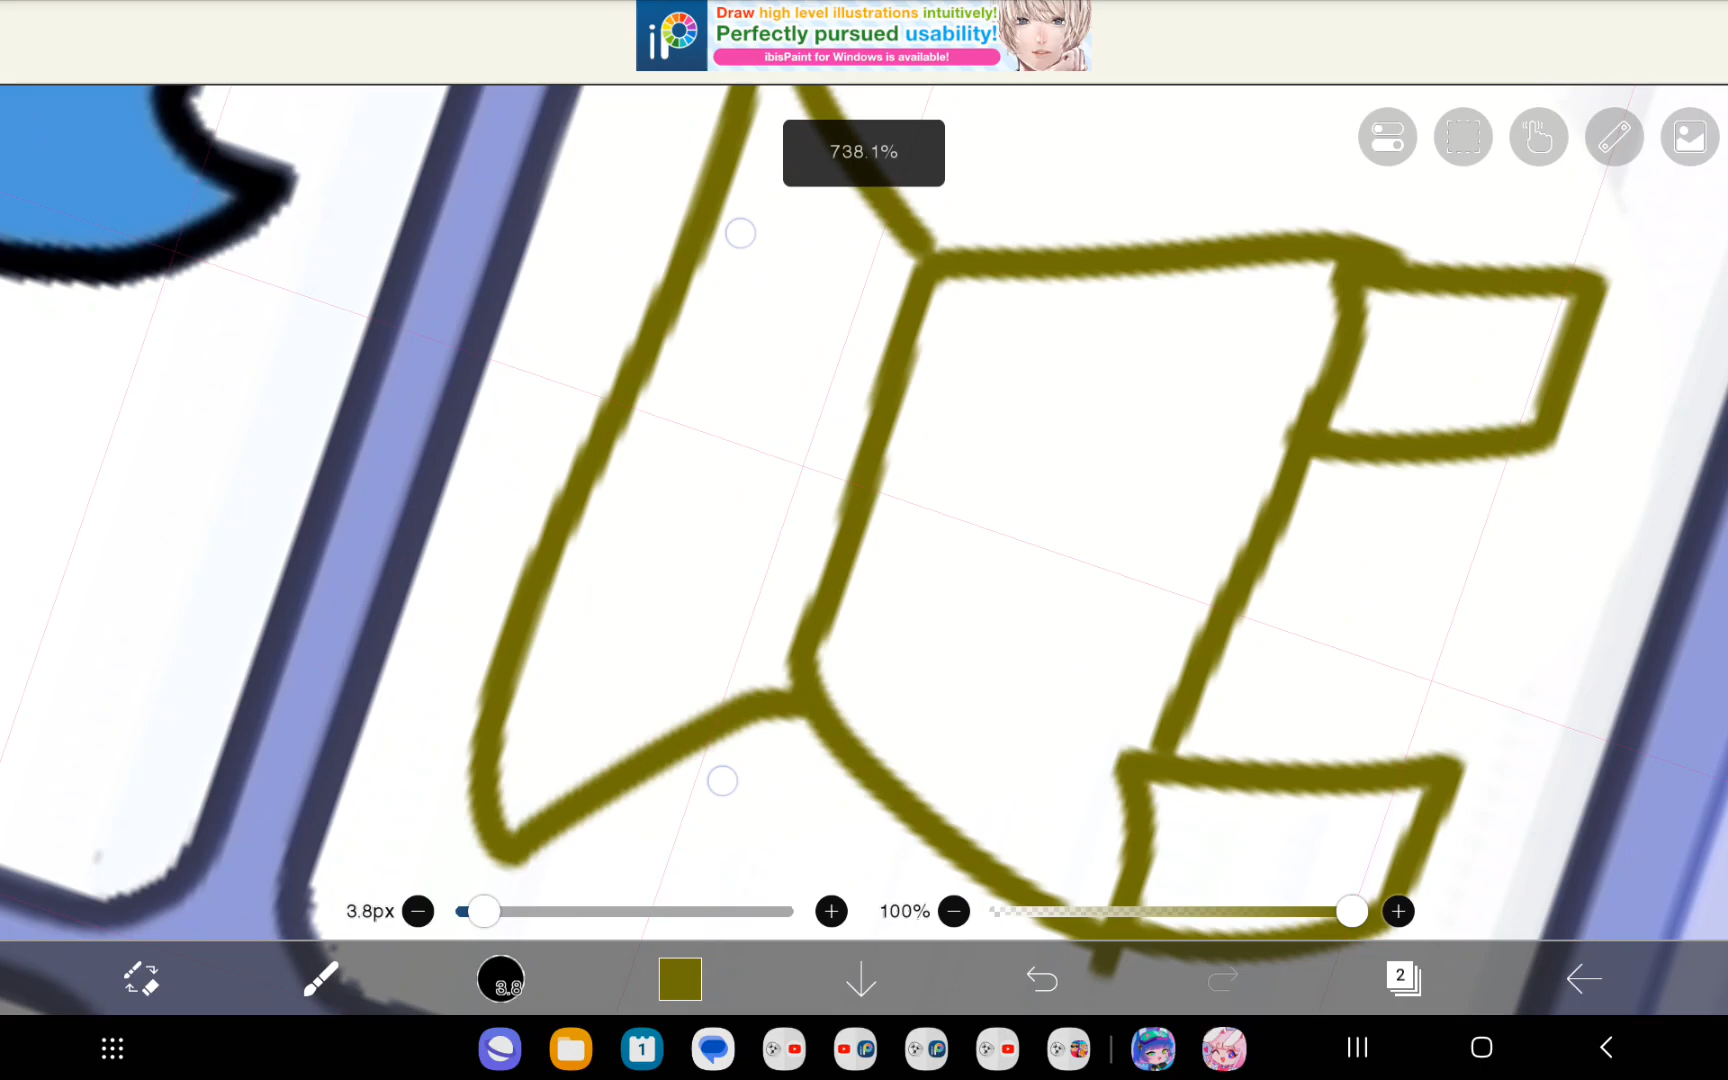 iP
Draw high level illustrations intuitively!
Perfectly pursued usability!
ibisPaint for Windows is available!
738.1%
3.8px
100%
3.8
2
1